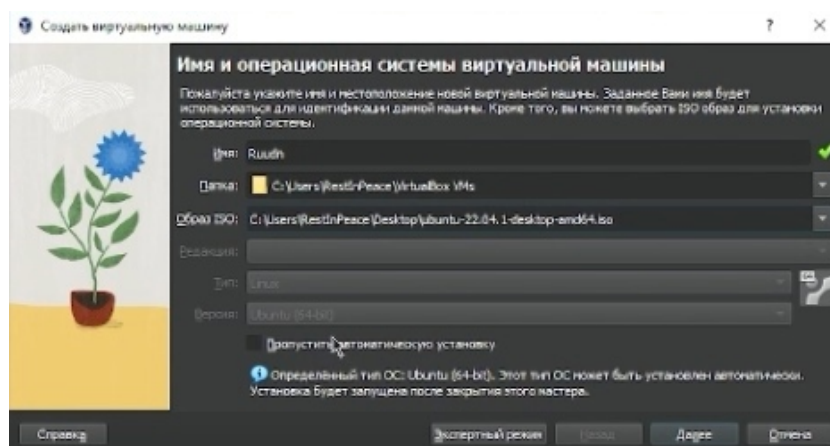 Создать виртуальную машину
? ×
Имя и операционная системы виртуальной машины
Пожалуйста укажите имя и местоположение новой виртуальной машины. Заданное Вами имя будет
использоваться для идентификации данной машины. Кроме того, вы можете выбрать ISO образ для установки
операционной системы.
Имя: Ruudn
Папка: C:\Users\RestInPeace\VirtualBox VMs
Образ ISO: C:\Users\RestInPeace\Desktop\ubuntu-22.04.1-desktop-amd64.iso
Редакция:
Тип: Linux
Версия: Ubuntu (64-bit)
Пропустить автоматическую установку
Определённый тип ОС: Ubuntu (64-bit). Этот тип ОС может быть установлен автоматически.
Установка будет запущена после закрытия этого мастера.
Справка Экспертный режим Назад Далее Отмена